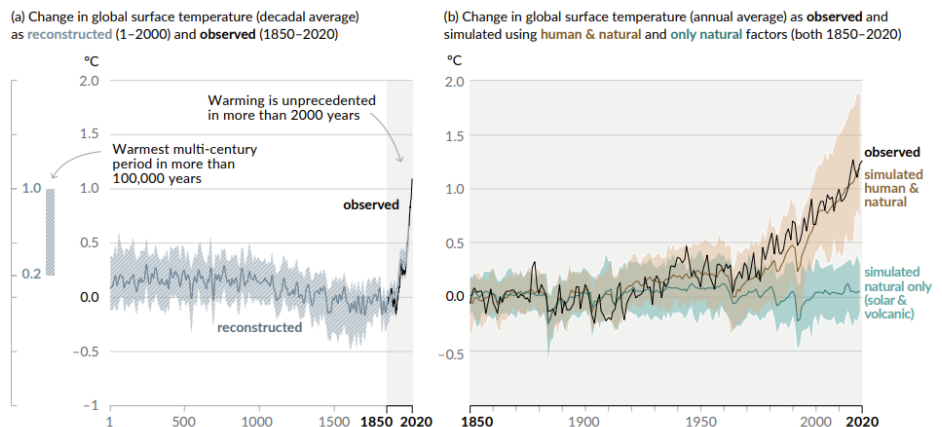 (a) Change in global surface temperature (decadal average)
as reconstructed (1–2000) and observed (1850–2020)
°C
2.0
1.5
1.0
0.5
0.0
−0.5
−1
1.0
0.2
Warming is unprecedented
in more than 2000 years
Warmest multi-century
period in more than
100,000 years
observed
reconstructed
1
500
1000
1500
1850
2020
(b) Change in global surface temperature (annual average) as observed and
simulated using human & natural and only natural factors (both 1850–2020)
°C
2.0
1.5
1.0
0.5
0.0
−0.5
observed
simulated
human &
natural
simulated
natural only
(solar &
volcanic)
1850
1900
1950
2000
2020